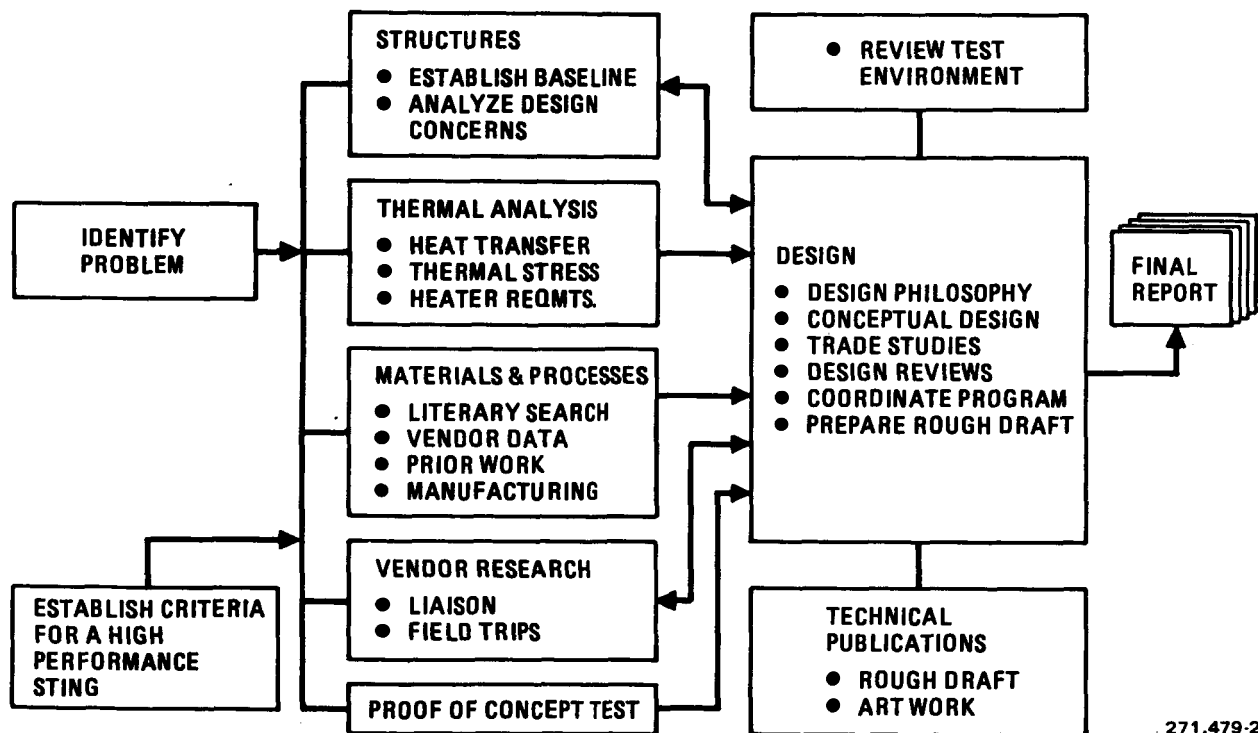 STRUCTURES
● ESTABLISH BASELINE
● ANALYZE DESIGN
CONCERNS
● REVIEW TEST
ENVIRONMENT
IDENTIFY
PROBLEM
THERMAL ANALYSIS
● HEAT TRANSFER
● THERMAL STRESS
● HEATER REQMTS.
DESIGN
● DESIGN PHILOSOPHY
● CONCEPTUAL DESIGN
● TRADE STUDIES
● DESIGN REVIEWS
● COORDINATE PROGRAM
● PREPARE ROUGH DRAFT
FINAL
REPORT
MATERIALS & PROCESSES
● LITERARY SEARCH
● VENDOR DATA
● PRIOR WORK
● MANUFACTURING
ESTABLISH CRITERIA
FOR A HIGH
PERFORMANCE
STING
VENDOR RESEARCH
● LIAISON
● FIELD TRIPS
PROOF OF CONCEPT TEST
TECHNICAL
PUBLICATIONS
● ROUGH DRAFT
● ART WORK
271.479-2